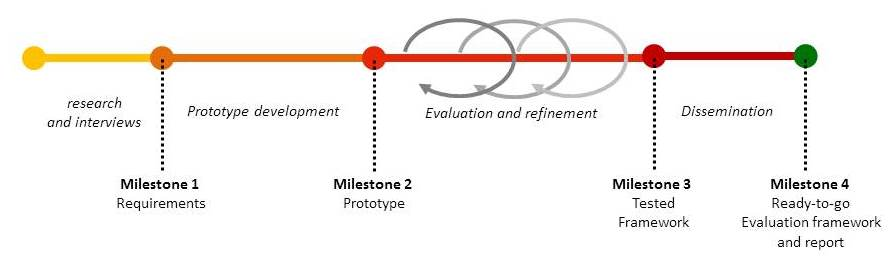 research
and interviews
Prototype development
Evaluation and refinement
Dissemination
Milestone 1
Requirements
Milestone 2
Prototype
Milestone 3
Tested
Framework
Milestone 4
Ready-to-go
Evaluation framework
and report